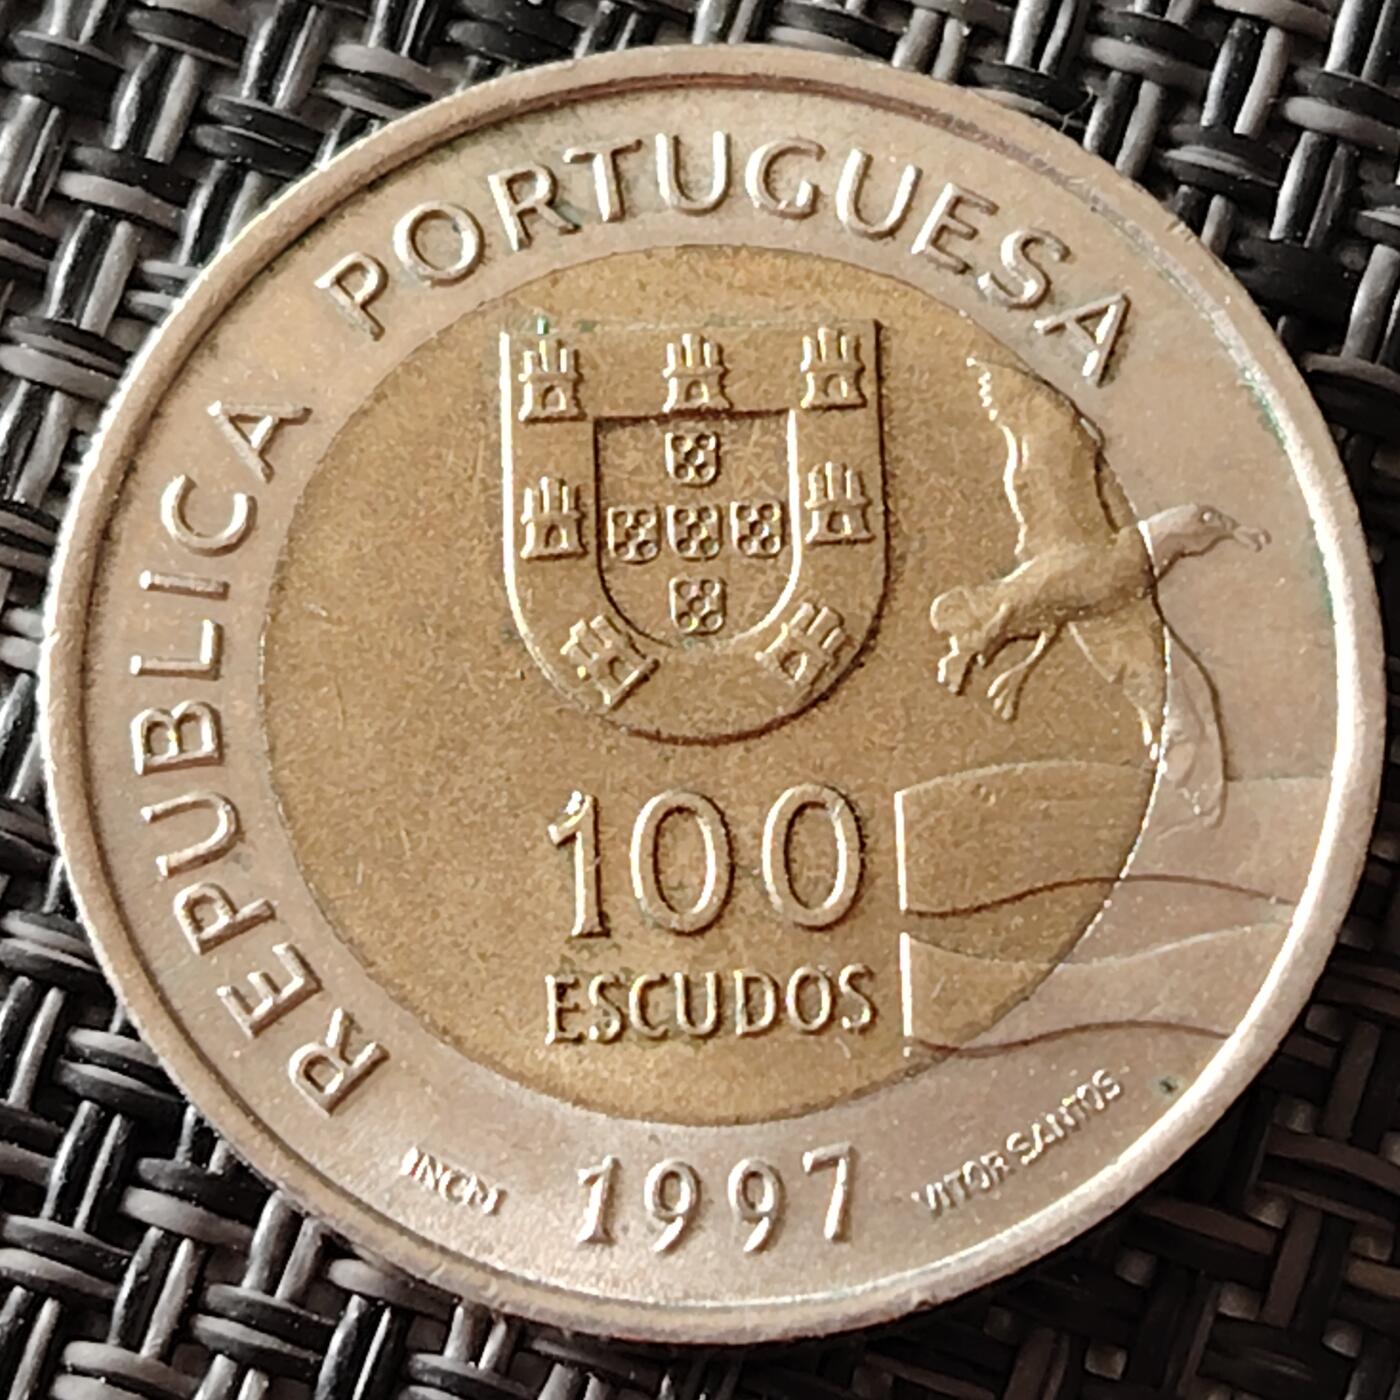 REPUBLICA PORTUGUESA
100
ESCUDOS
INCM
1997
VITOR SANTOS